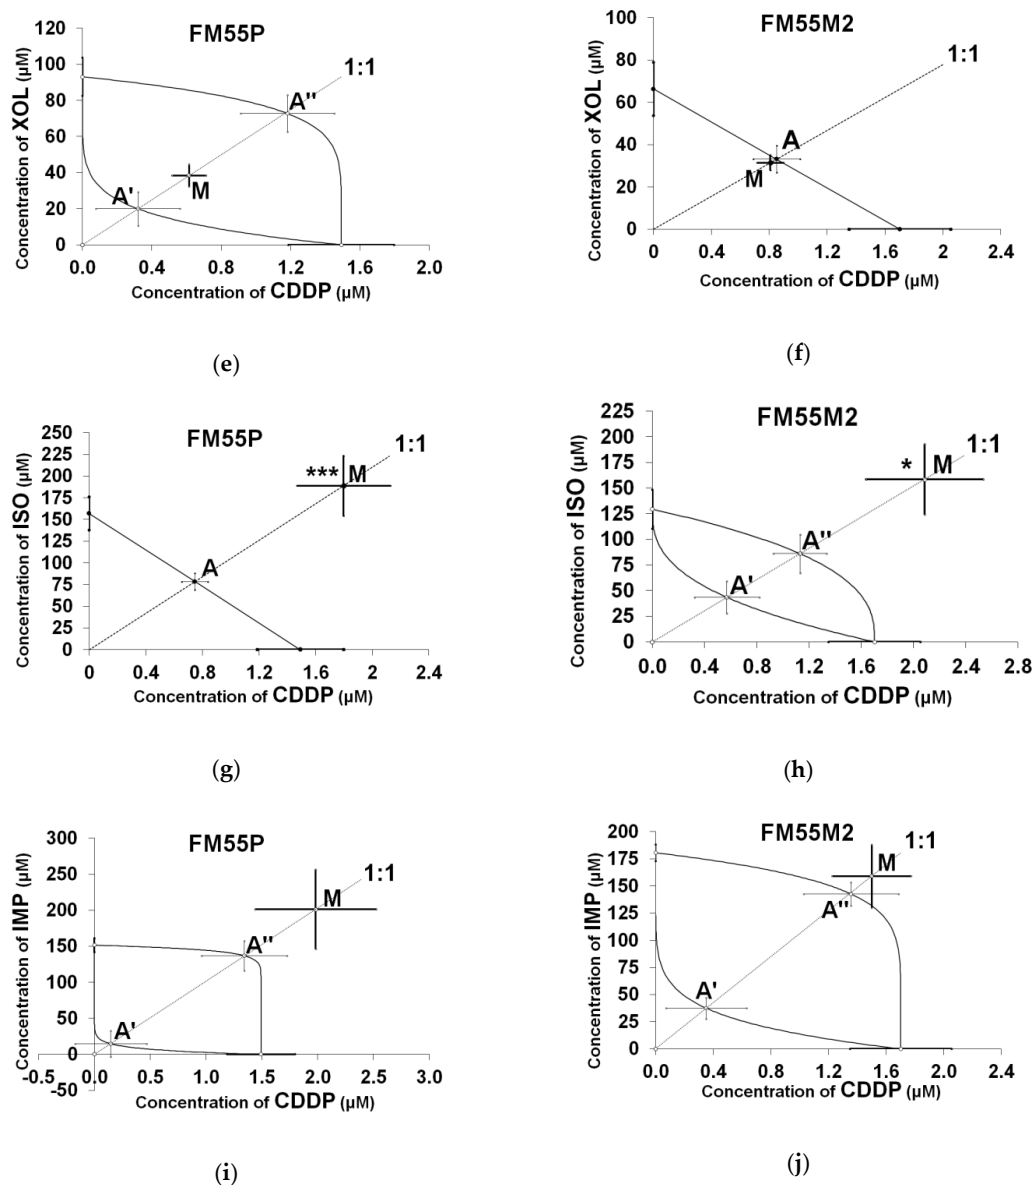 FM55P
Concentration of XOL (µM)
120
100
80
60
40
20
0
1:1
A"
M
A'
0.0 0.4 0.8 1.2 1.6 2.0
Concentration of CDDP (µM)
(e)
FM55M2
Concentration of XOL (µM)
100
80
60
40
20
0
1:1
A
M
0 0.4 0.8 1.2 1.6 2 2.4
Concentration of CDDP (µM)
(f)
FM55P
Concentration of ISO (µM)
250
225
200
175
150
125
100
75
50
25
0
1:1
*** M
A
0 0.4 0.8 1.2 1.6 2 2.4
Concentration of CDDP (µM)
(g)
FM55M2
Concentration of ISO (µM)
225
200
175
150
125
100
75
50
25
0
1:1
* M
A"
A'
0.0 0.4 0.8 1.2 1.6 2.0 2.4 2.8
Concentration of CDDP (µM)
(h)
FM55P
Concentration of IMP (µM)
300
250
200
150
100
50
0
-50
1:1
M
A"
A'
-0.5 0.0 0.5 1.0 1.5 2.0 2.5 3.0
Concentration of CDDP (µM)
(i)
FM55M2
Concentration of IMP (µM)
200
175
150
125
100
75
50
25
0
1:1
M
A"
A'
0.0 0.4 0.8 1.2 1.6 2.0 2.4
Concentration of CDDP (µM)
(j)